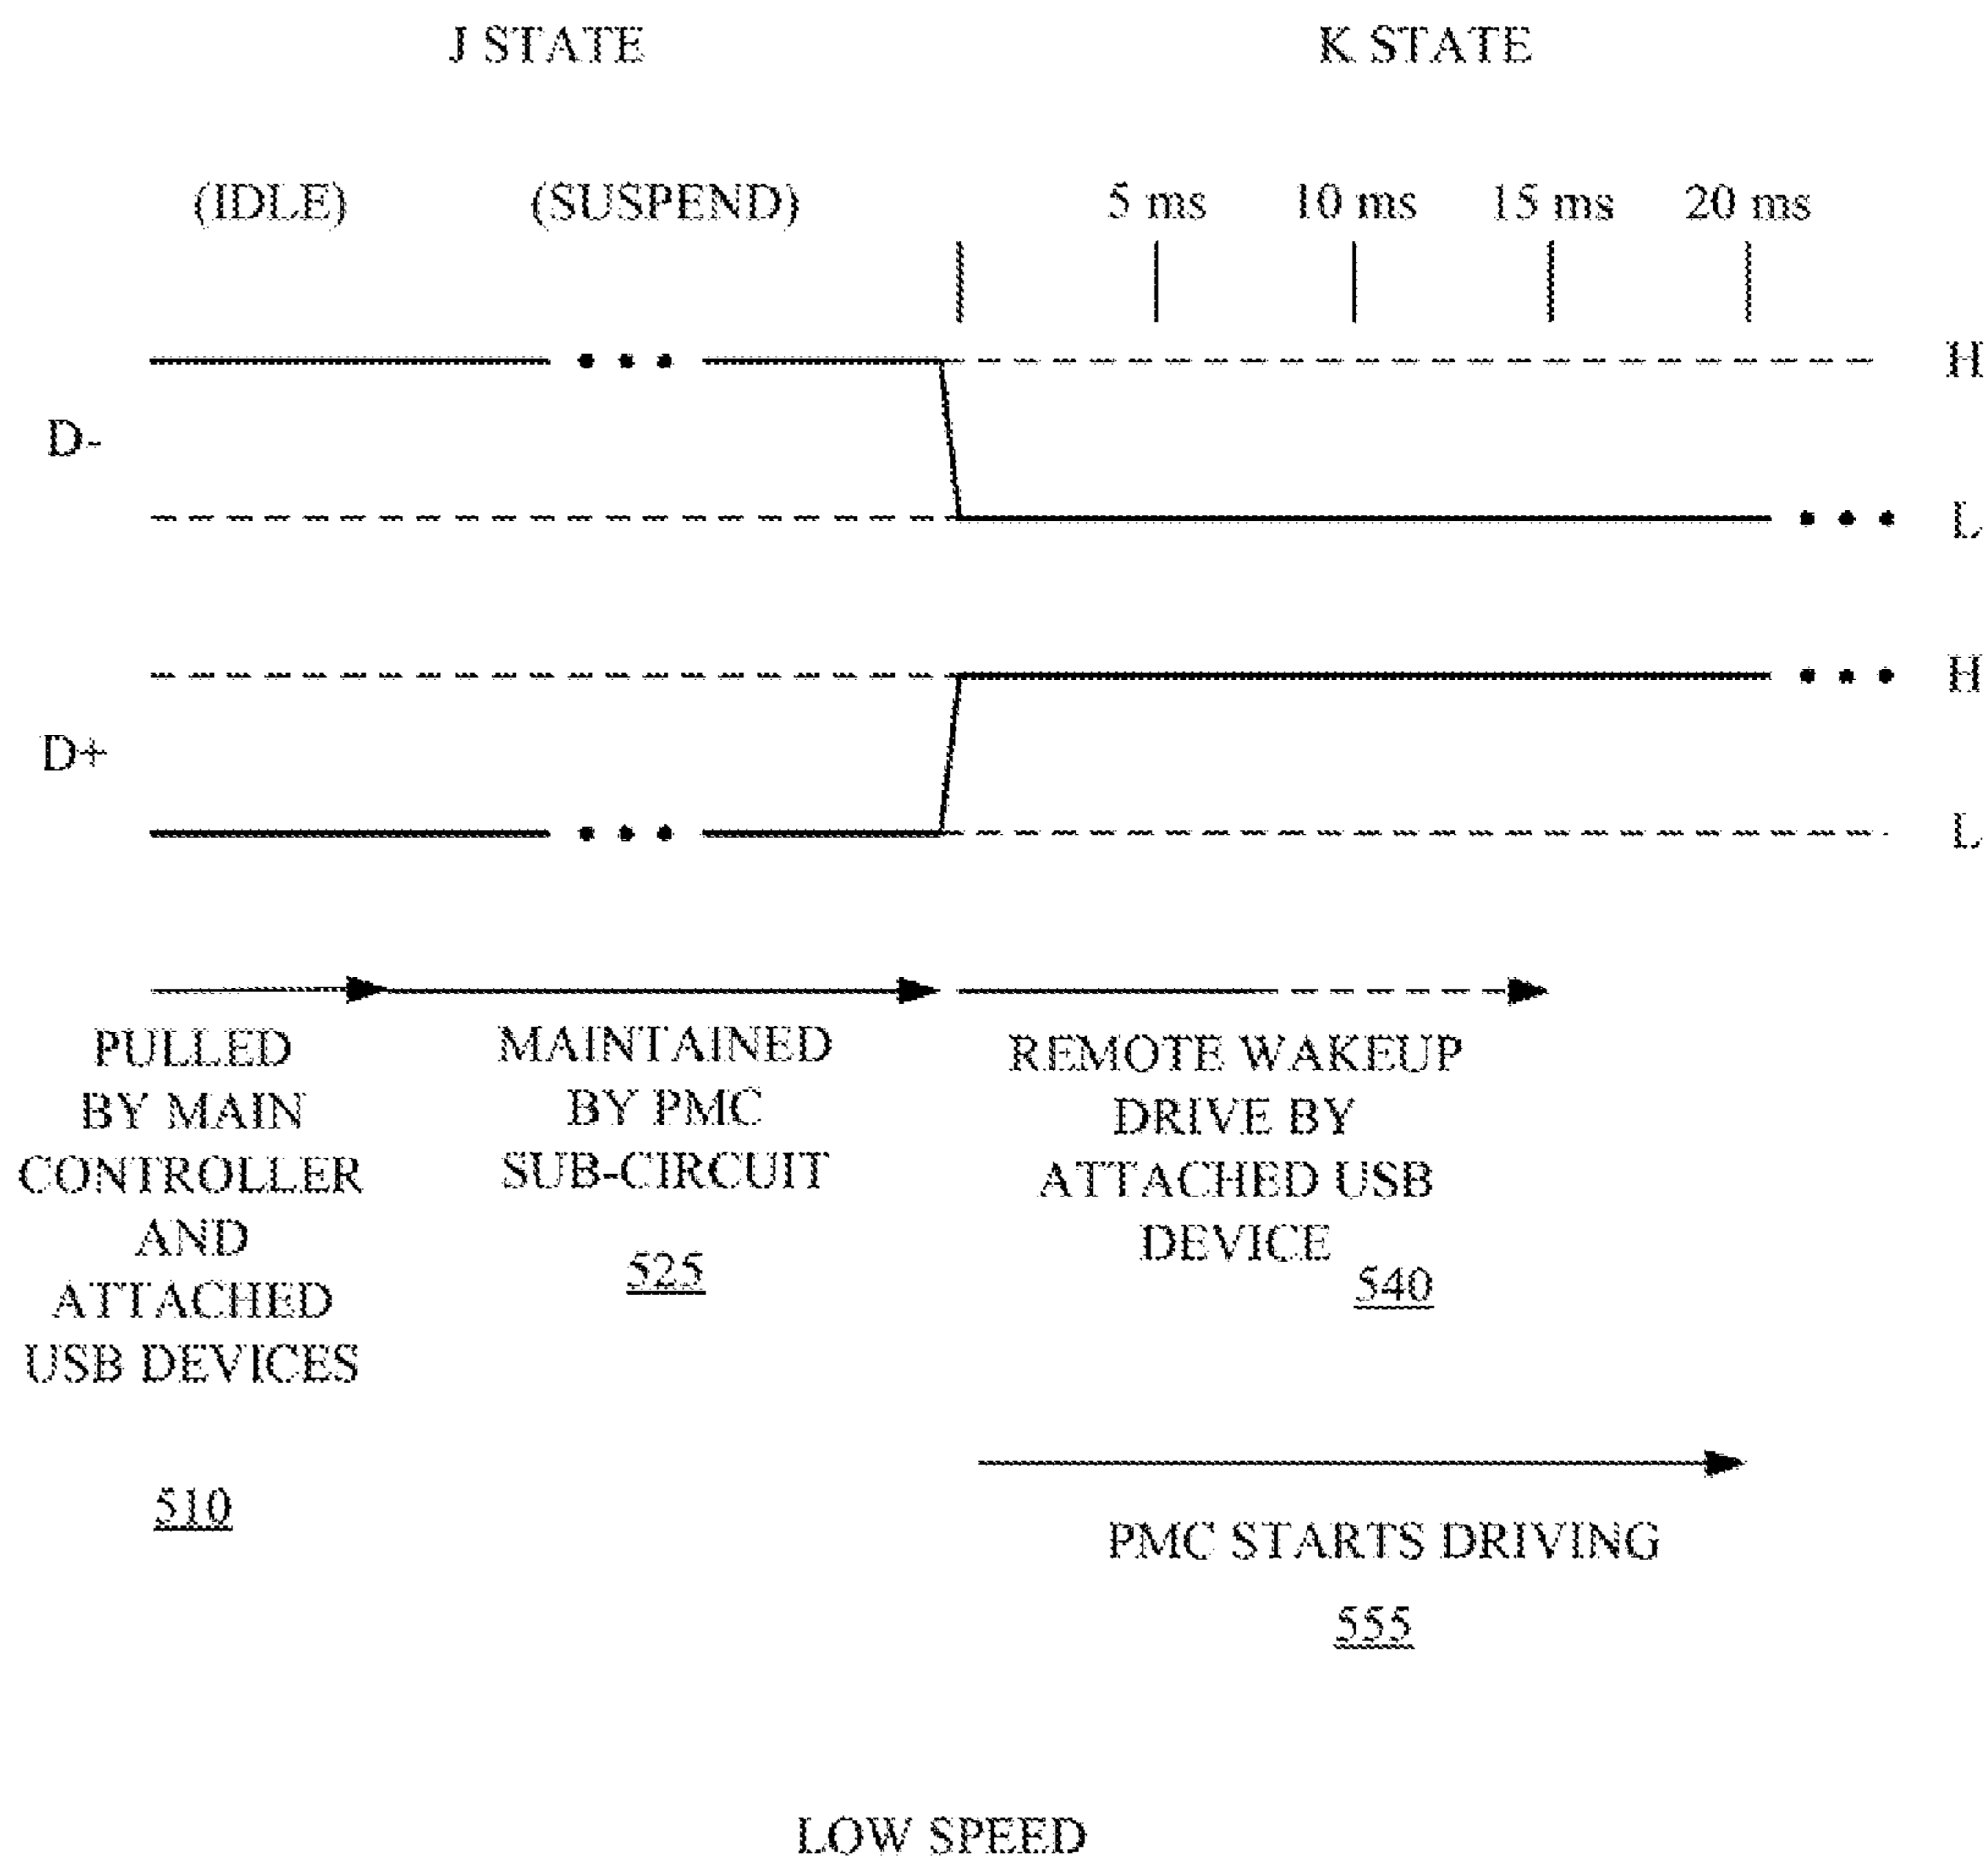 J STATE K STATE
(IDLE) (SUSPEND) 5 ms 10 ms 15 ms 20 ms
H
D-
L
H
D+
L
PULLED
BY MAIN
CONTROLLER
AND
ATTACHED
USB DEVICES
510
MAINTAINED
BY PMC
SUB-CIRCUIT
525
REMOTE WAKEUP
DRIVE BY
ATTACHED USB
DEVICE
540
PMC STARTS DRIVING
555
LOW SPEED